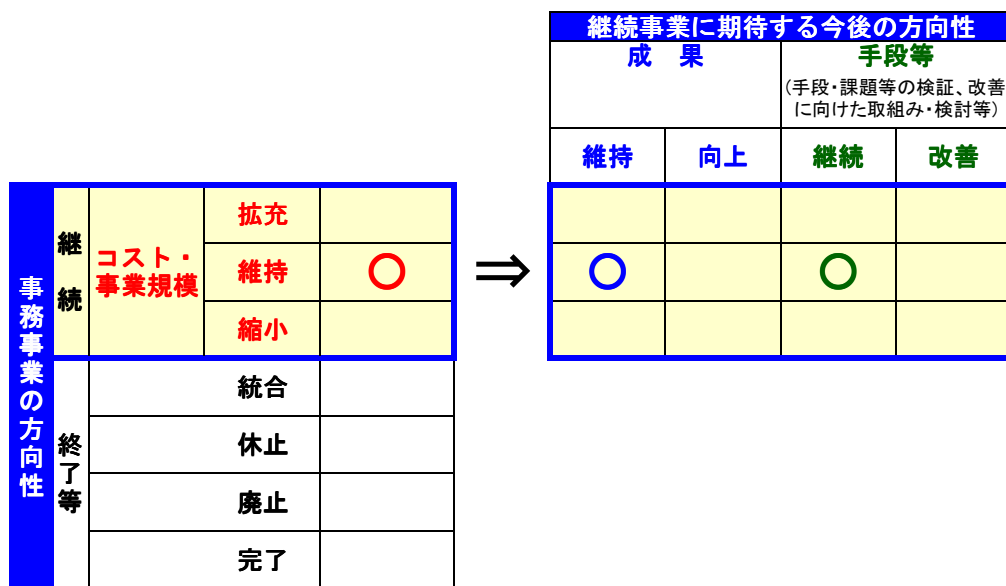 継続事業に期待する今後の方向性
成 果
手段等
(手段・課題等の検証、改善
に向けた取組み・検討等)
維持
向上
継続
改善
事務事業の方向性
継続
コスト・
事業規模
拡充
維持
○
⇒
○
○
縮小
終了等
統合
休止
廃止
完了